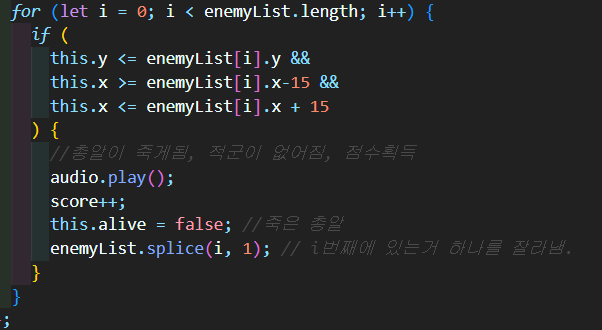 for (let i = 0; i < enemyList.length; i++) {
if (
this.y <= enemyList[i].y &&
this.x >= enemyList[i].x-15 &&
this.x <= enemyList[i].x + 15
) {
//총알이 죽게됨, 적군이 없어짐, 점수획득
audio.play();
score++;
this.alive = false; //죽은 총알
enemyList.splice(i, 1); // i번째에 있는거 하나를 잘라냄.
}
}
};